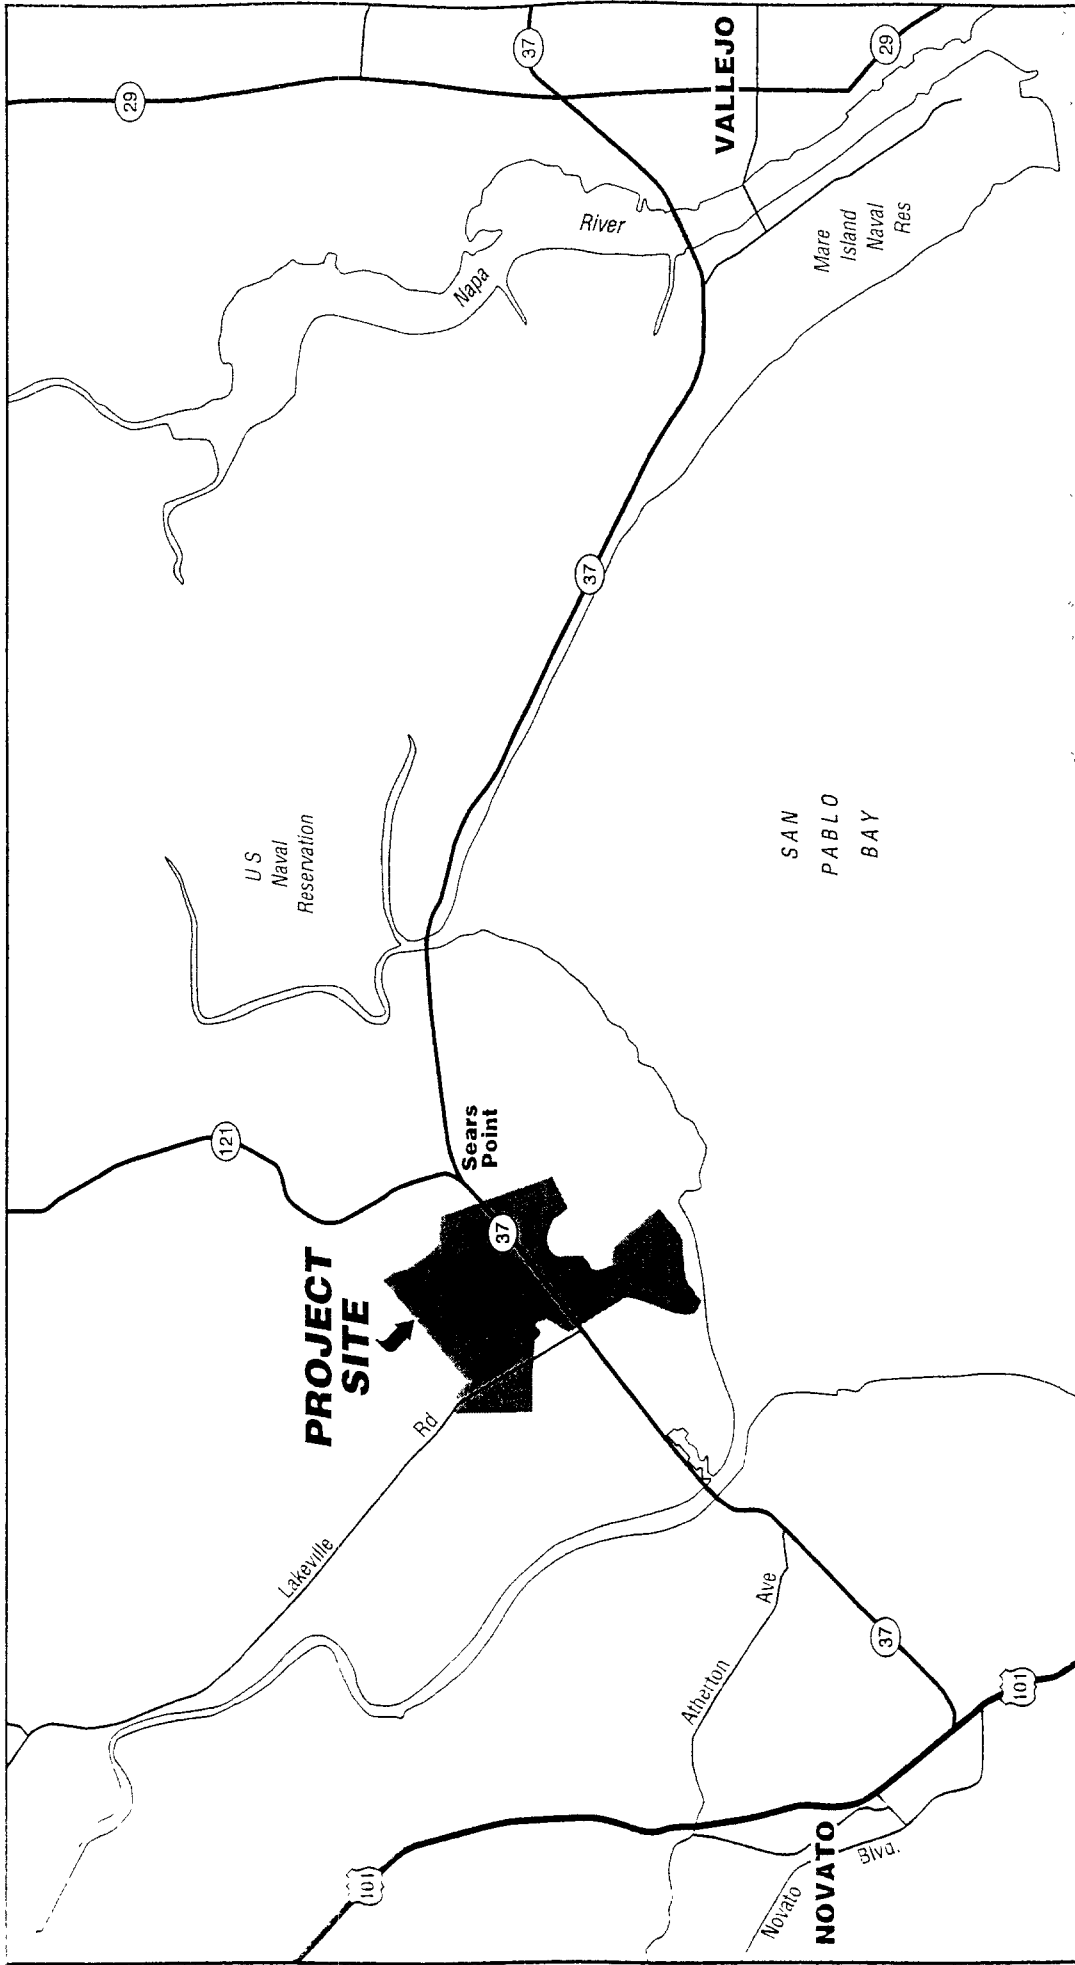 29
121
US
Naval
Reservation
Lakeville
Rd
PROJECT
SITE
101
Napa
River
Sears
Point
37
37
37
Atherton
Ave
VALLEJO
Mare
Island
Naval
Res
SAN
PABLO
BAY
Novato
Blvd.
NOVATO
37
29
101